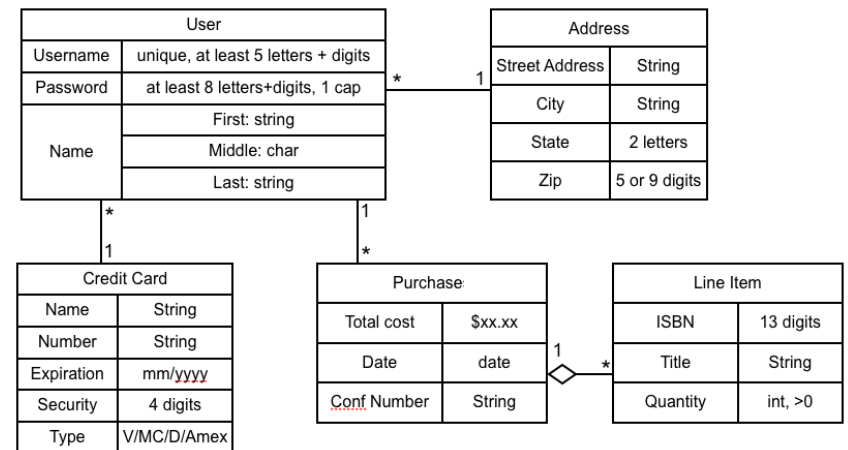 User
Username unique, at least 5 letters + digits
Password at least 8 letters+digits, 1 cap
Name
First: string
Middle: char
Last: string
* 1
Address
Street Address String
City String
State 2 letters
Zip 5 or 9 digits
*
1
1
*
Credit Card
Name String
Number String
Expiration mm/yyyy
Security 4 digits
Type V/MC/D/Amex
Purchase
Total cost $xx.xx
Date date
Conf Number String
1
*
Line Item
ISBN 13 digits
Title String
Quantity int, >0